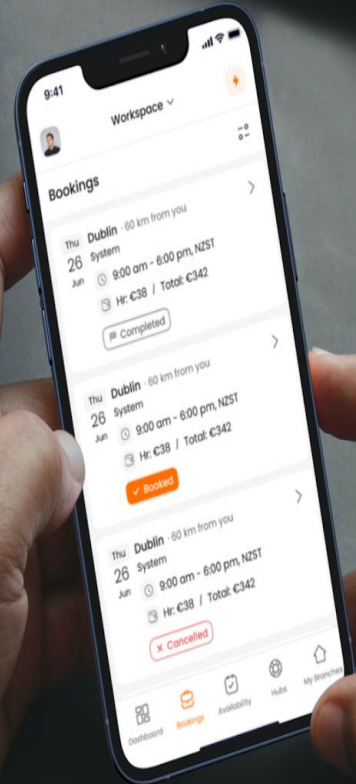 9:41
Workspace
Bookings
Thu 26 Jun
Dublin · 60 km from you
System
9:00 am - 6:00 pm, NZST
Hr: €38 / Total: €342
Completed
Thu 26 Jun
Dublin · 60 km from you
System
9:00 am - 6:00 pm, NZST
Hr: €38 / Total: €342
Booked
Thu 26 Jun
Dublin · 60 km from you
System
9:00 am - 6:00 pm, NZST
Hr: €38 / Total: €342
Cancelled
Dashboard
Bookings
Availability
Hubs
My Branches